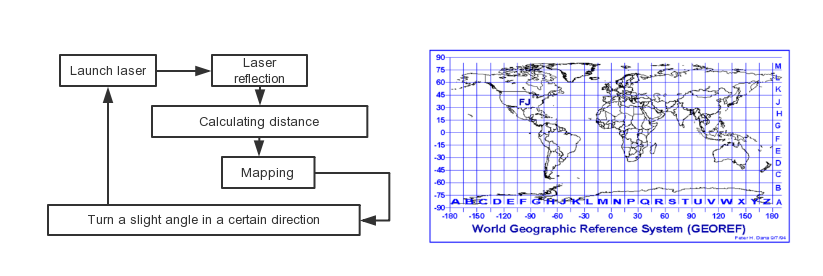 Launch laser
Laser
reflection
Calculating distance
Mapping
Turn a slight angle in a certain direction
90
75
60
45
30
15
0
-15
-30
-45
-60
-75
-90
FJ
M
L
K
J
H
G
F
E
D
C
B
A
A B C D E F G H J K L M N P Q R S T U V W X Y Z
-180 -150 -120 -90 -60 -30 0 30 60 90 120 150 180
World Geographic Reference System (GEOREF)
Peter H. Dana 9/7/94